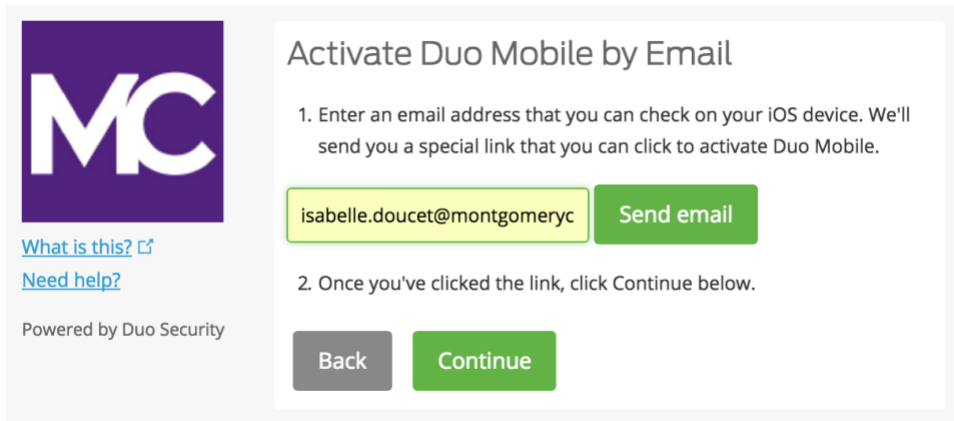 MC
What is this?
Need help?
Powered by Duo Security
Activate Duo Mobile by Email
1. Enter an email address that you can check on your iOS device. We'll
send you a special link that you can click to activate Duo Mobile.
isabelle.doucet@montgomeryc
Send email
2. Once you've clicked the link, click Continue below.
Back
Continue